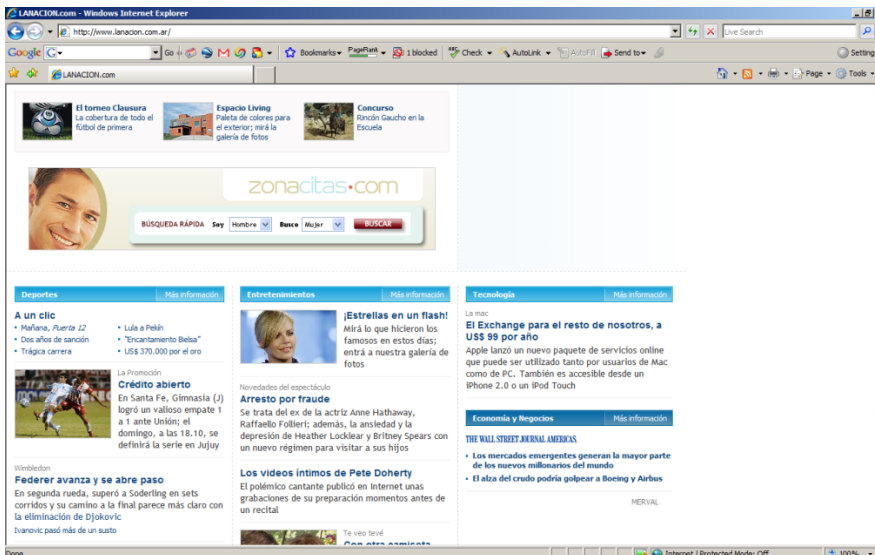 LANACION.com - Windows Internet Explorer
http://www.lanacion.com.ar/
Live Search
Google
Go
Bookmarks
PageRank
1 blocked
Check
AutoLink
AutoFill
Send to
Setting
LANACION.com
Page
Tools
El torneo Clausura
La cobertura de todo el
fútbol de primera
Espacio Living
Paleta de colores para
el exterior; mirá la
galería de fotos
Concurso
Rincón Gaucho en la
Escuela
zonacitas.com
BÚSQUEDA RÁPIDA Soy Hombre Busco Mujer BUSCAR
Deportes Más información
A un clic
• Mañana, Puerta 12
• Dos años de sanción
• Trágica carrera
• Lula a Pekín
• "Encantamiento Bielsa"
• US$ 370.000 por el oro
La Promoción
Crédito abierto
En Santa Fe, Gimnasia (J)
logró un valioso empate 1
a 1 ante Unión; el
domingo, a las 18.10, se
definirá la serie en Jujuy
Wimbledon
Federer avanza y se abre paso
En segunda rueda, superó a Soderling en sets
corridos y su camino a la final parece más claro con
la eliminación de Djokovic
Ivanovic pasó más de un susto
Entretenimientos Más información
¡Estrellas en un flash!
Mirá lo que hicieron los
famosos en estos días;
entrá a nuestra galería de
fotos
Novedades del espectáculo
Arresto por fraude
Se trata del ex de la actriz Anne Hathaway,
Raffaello Follieri; además, la ansiedad y la
depresión de Heather Locklear y Britney Spears con
un nuevo régimen para visitar a sus hijos
Los videos íntimos de Pete Doherty
El polémico cantante publicó en Internet unas
grabaciones de su preparación momentos antes de
un recital
Te veo tevé
Con otra camiseta
Tecnología Más información
La mac
El Exchange para el resto de nosotros, a
US$ 99 por año
Apple lanzó un nuevo paquete de servicios online
que puede ser utilizado tanto por usuarios de Mac
como de PC. También es accesible desde un
iPhone 2.0 o un iPod Touch
Economía y Negocios Más información
THE WALL STREET JOURNAL AMERICAS.
• Los mercados emergentes generan la mayor parte
de los nuevos millonarios del mundo
• El alza del crudo podría golpear a Boeing y Airbus
MERVAL
Done
Internet | Protected Mode: Off
100%